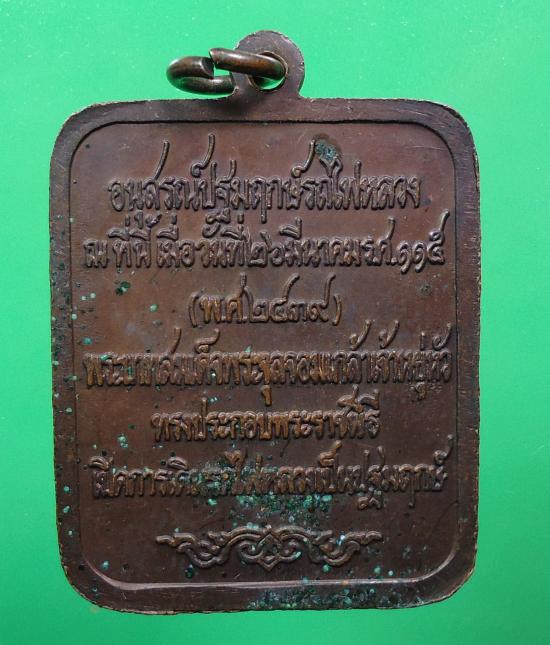 อนุสรณ์ปฐมฤกษ์รถไฟหลวง
ณ ที่นี้ เมื่อวันที่ ๒๖ มีนาคม ร.ศ. ๑๑๕
(พ.ศ. ๒๔๓๙)
พระบาทสมเด็จพระจุลจอมเกล้าเจ้าอยู่หัว
ทรงประกอบพระราชพิธี
เปิดการเดินรถไฟหลวงเป็นปฐมฤกษ์